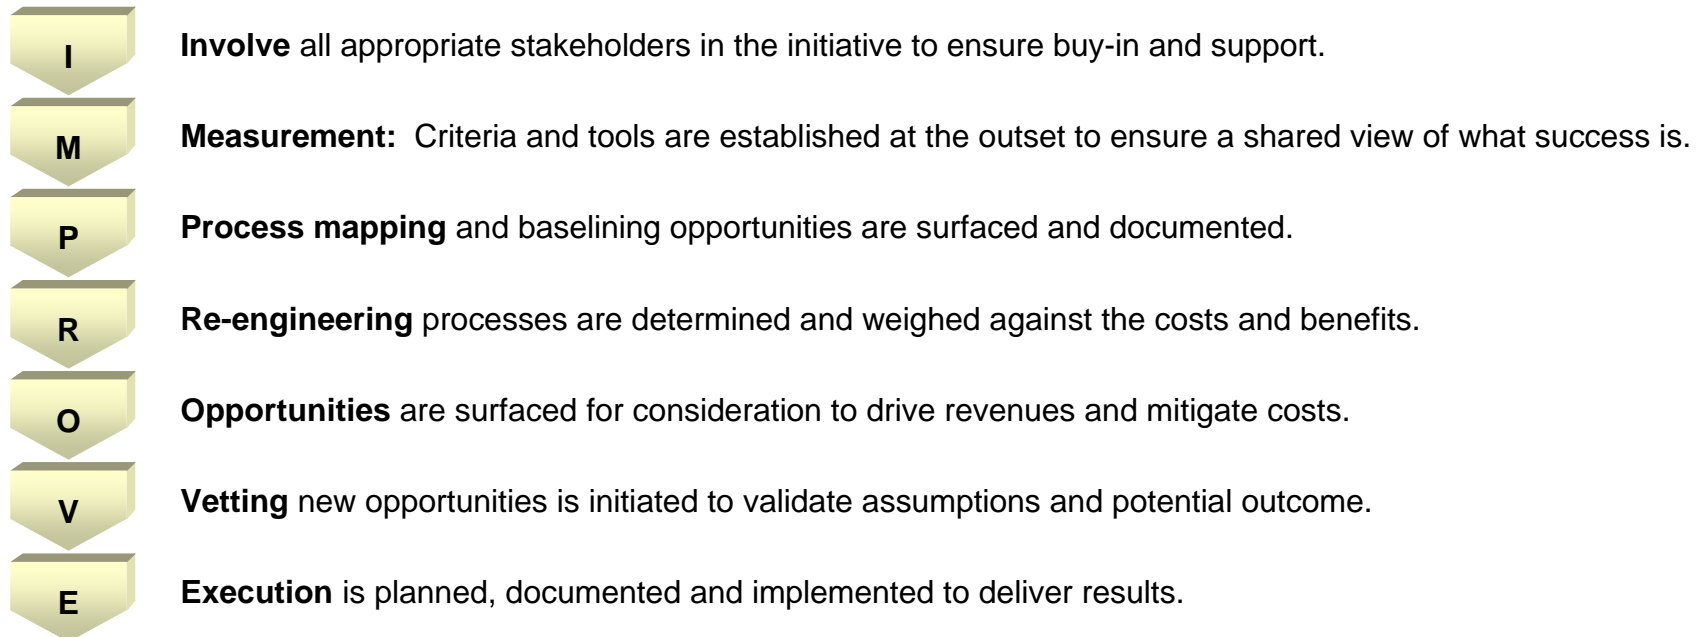 I Involve all appropriate stakeholders in the initiative to ensure buy-in and support.
M Measurement:  Criteria and tools are established at the outset to ensure a shared view of what success is.
P Process mapping and baselining opportunities are surfaced and documented.
R Re-engineering processes are determined and weighed against the costs and benefits.
O Opportunities are surfaced for consideration to drive revenues and mitigate costs.
V Vetting new opportunities is initiated to validate assumptions and potential outcome.
E Execution is planned, documented and implemented to deliver results.